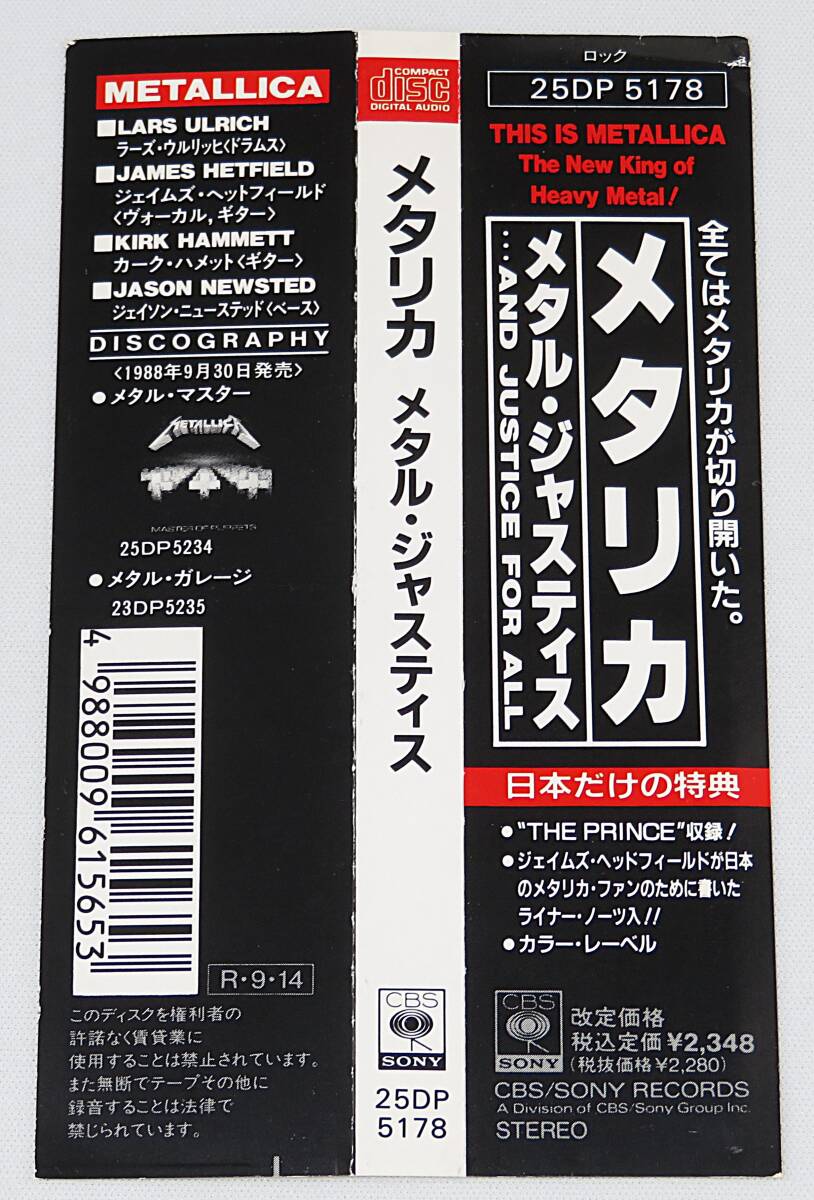 METALLICA
■LARS ULRICH
ラーズ・ウルリッヒ〈ドラムス〉
■JAMES HETFIELD
ジェイムズ・ヘットフィールド
〈ヴォーカル,ギター〉
■KIRK HAMMETT
カーク・ハメット〈ギター〉
■JASON NEWSTED
ジェイソン・ニューステッド〈ベース〉
DISCOGRAPHY
〈1988年9月30日発売〉
●メタル・マスター
METALLICA
MASTER OF PUPPETS
25DP5234
●メタル・ガレージ
23DP5235
4 988009 615653
R・9・14
このディスクを権利者の
許諾なく賃貸業に
使用することは禁止されています。
また無断でテープその他に
録音することは法律で
禁じられています。
COMPACT
disc
DIGITAL AUDIO
メタリカ メタル・ジャスティス
CBS
SONY
25DP
5178
ロック
25DP 5178
THIS IS METALLICA
The New King of
Heavy Metal!
全てはメタリカが切り開いた。
メタリカ
メタル・ジャスティス
...AND JUSTICE FOR ALL
日本だけの特典
●"THE PRINCE"収録!
●ジェイムズ・ヘッドフィールドが日本
のメタリカ・ファンのために書いた
ライナー・ノーツ入!!
●カラー・レーベル
CBS
SONY
改定価格
税込定価¥2,348
(税抜価格¥2,280)
CBS/SONY RECORDS
A Division of CBS/Sony Group Inc.
STEREO